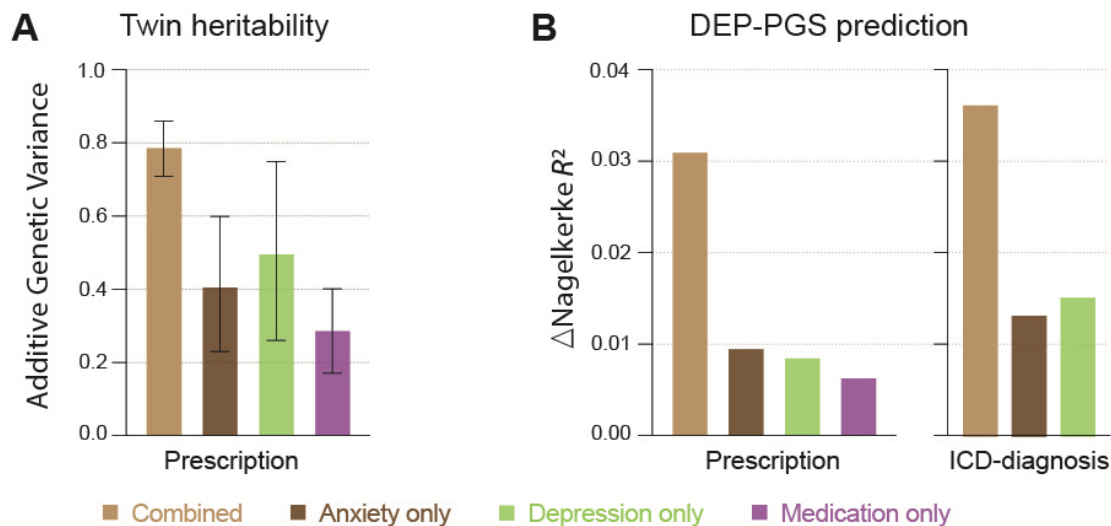 A Twin heritability
Additive Genetic Variance
1.0
0.8
0.6
0.4
0.2
0.0
Prescription
B DEP-PGS prediction
△Nagelkerke R²
0.04
0.03
0.02
0.01
0.00
Prescription
ICD-diagnosis
Combined
Anxiety only
Depression only
Medication only